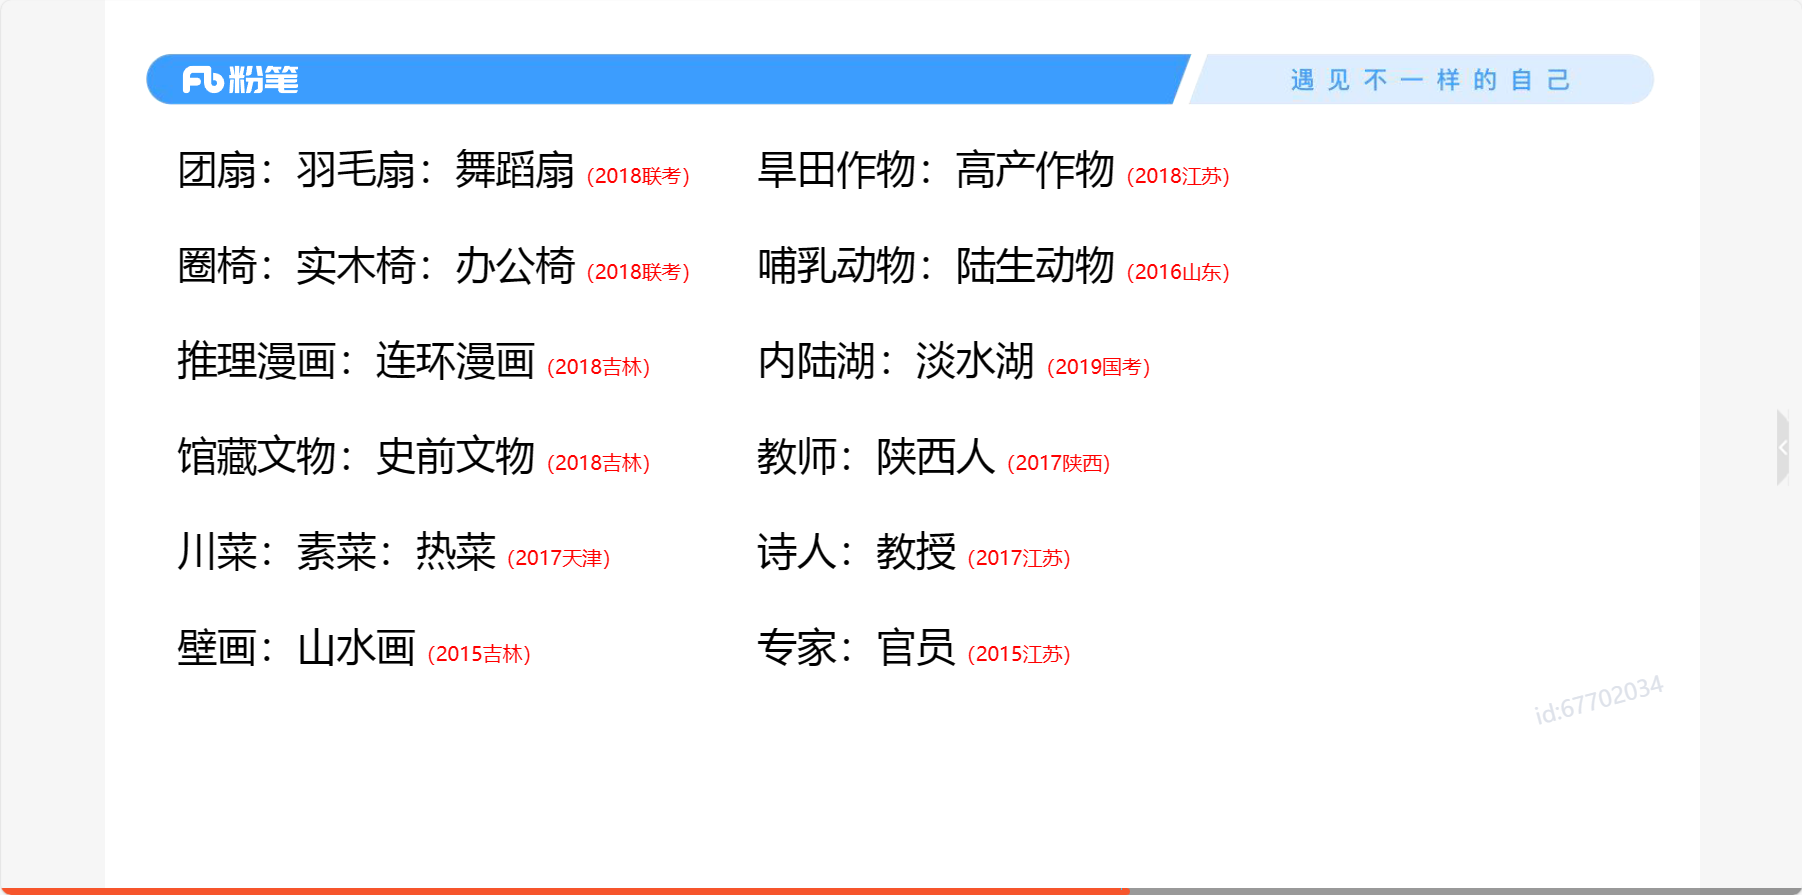 Fb粉笔
遇见不一样的自己
团扇：羽毛扇：舞蹈扇（2018联考）
圈椅：实木椅：办公椅（2018联考）
推理漫画：连环漫画（2018吉林）
馆藏文物：史前文物（2018吉林）
川菜：素菜：热菜（2017天津）
壁画：山水画（2015吉林）
旱田作物：高产作物（2018江苏）
哺乳动物：陆生动物（2016山东）
内陆湖：淡水湖（2019国考）
教师：陕西人（2017陕西）
诗人：教授（2017江苏）
专家：官员（2015江苏）
id:67702034